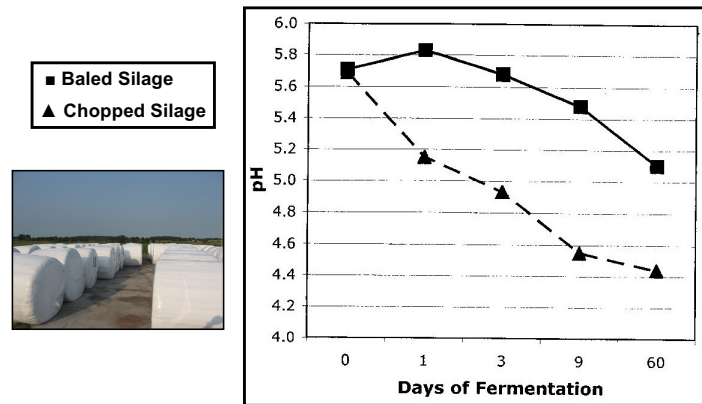 Baled Silage
Chopped Silage
6.0
5.8
5.6
5.4
5.2
5.0
4.8
4.6
4.4
4.2
4.0
pH
0 1 3 9 60
Days of Fermentation